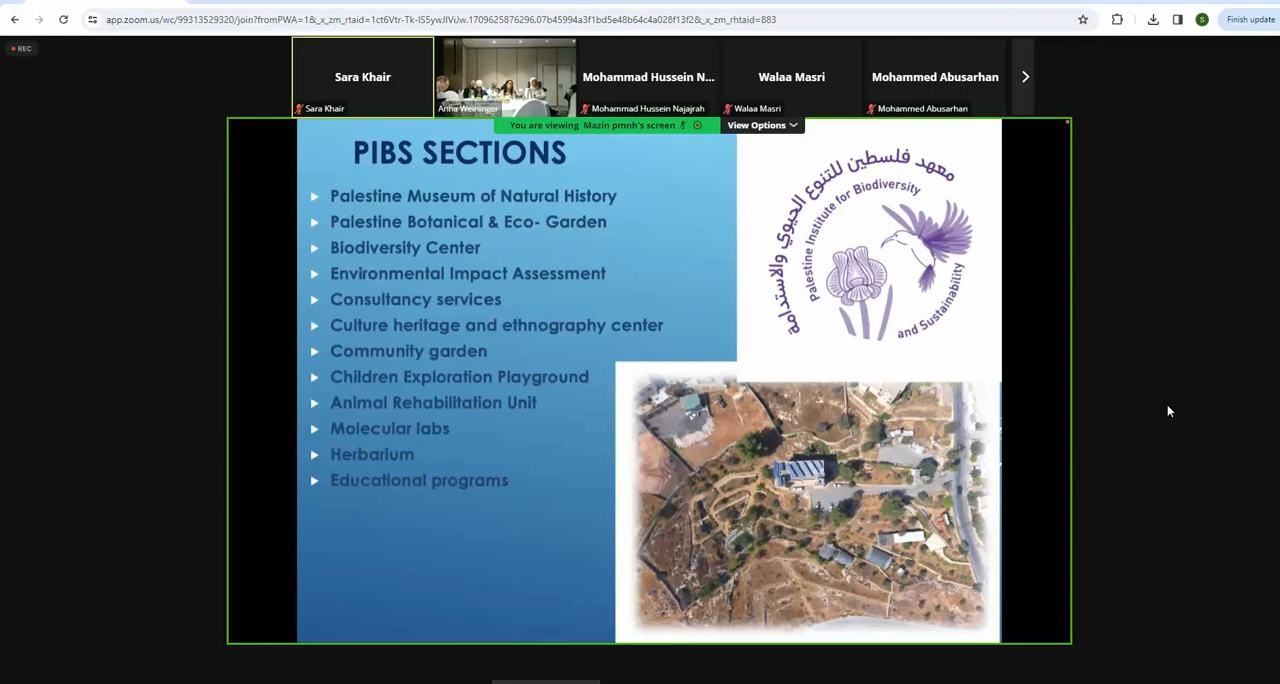 app.zoom.us/wc/99313529320/join?fromPWA=1&_x_zm_rtaid=1ct6Vtr-Tk-IS5ywJlViJw.1709625876296.07b45994a3f1bd5e48b64c4a028f13f2&_x_zm_rhtaid=883
S
Finish update
REC
Sara Khair
Sara Khair
Anna Weininger
Mohammad Hussein N...
Mohammad Hussein Najajrah
Walaa Masri
Walaa Masri
Mohammed Abusarhan
Mohammed Abusarhan
You are viewing Mazin pmnh's screen
View Options
PIBS SECTIONS
Palestine Museum of Natural History
Palestine Botanical & Eco- Garden
Biodiversity Center
Environmental Impact Assessment
Consultancy services
Culture heritage and ethnography center
Community garden
Children Exploration Playground
Animal Rehabilitation Unit
Molecular labs
Herbarium
Educational programs
معهد فلسطين للتنوع الحيوي والاستدامة
Palestine Institute for Biodiversity
and Sustainability